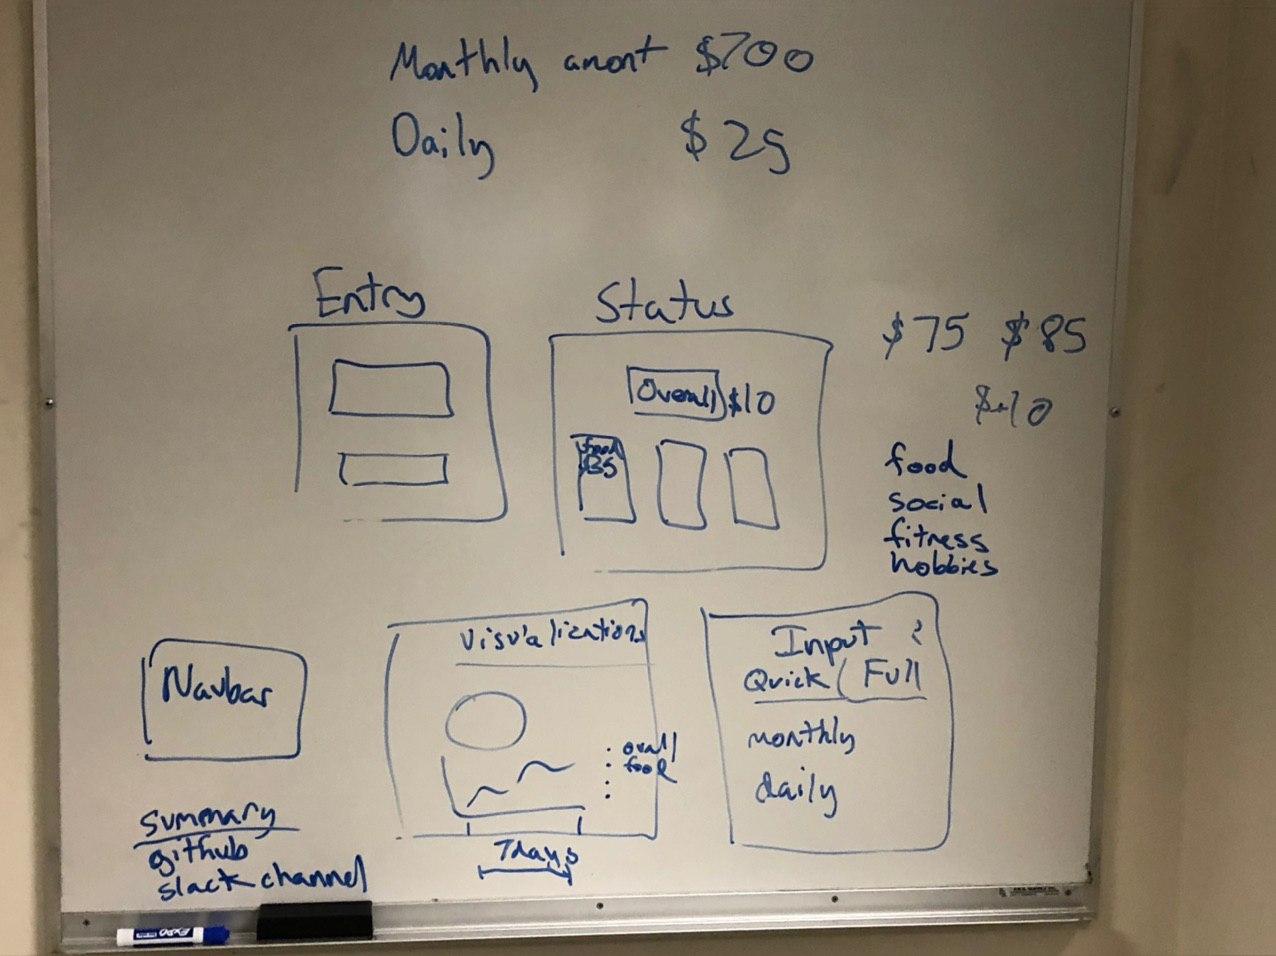 Monthly amont $700
Daily $25
Entry
Status
$75 $85
Overall $10
$-10
food
$35
food
social
fitness
hobbies
Navbar
Visualizations
overall
food
7days
Input ?
Quick / Full
monthly
daily
summary
github
slack channel
EXPO